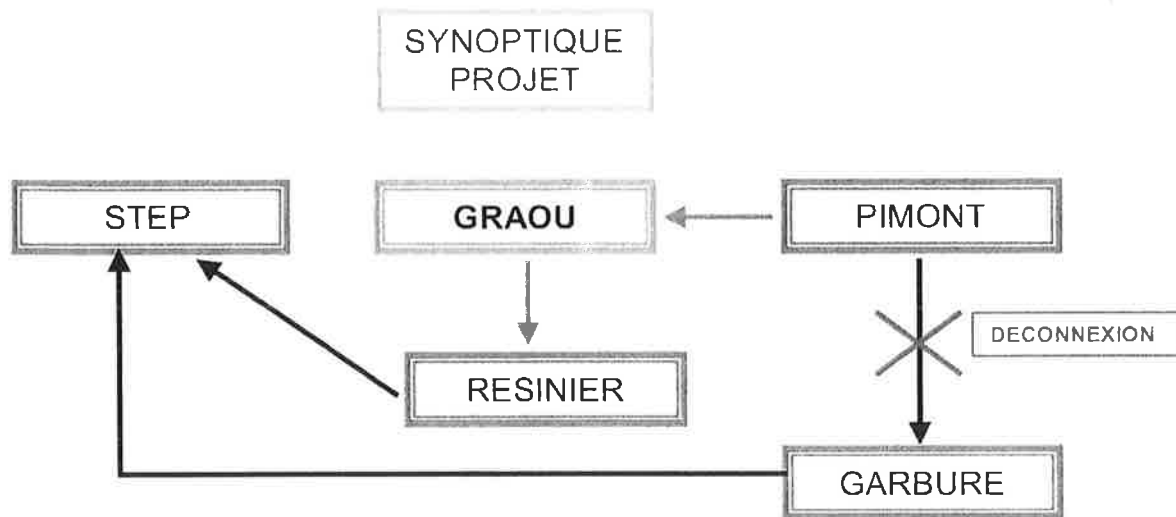 SYNOPTIQUE
PROJET
STEP
GRAOU
PIMONT
DECONNEXION
RESINIER
GARBURE